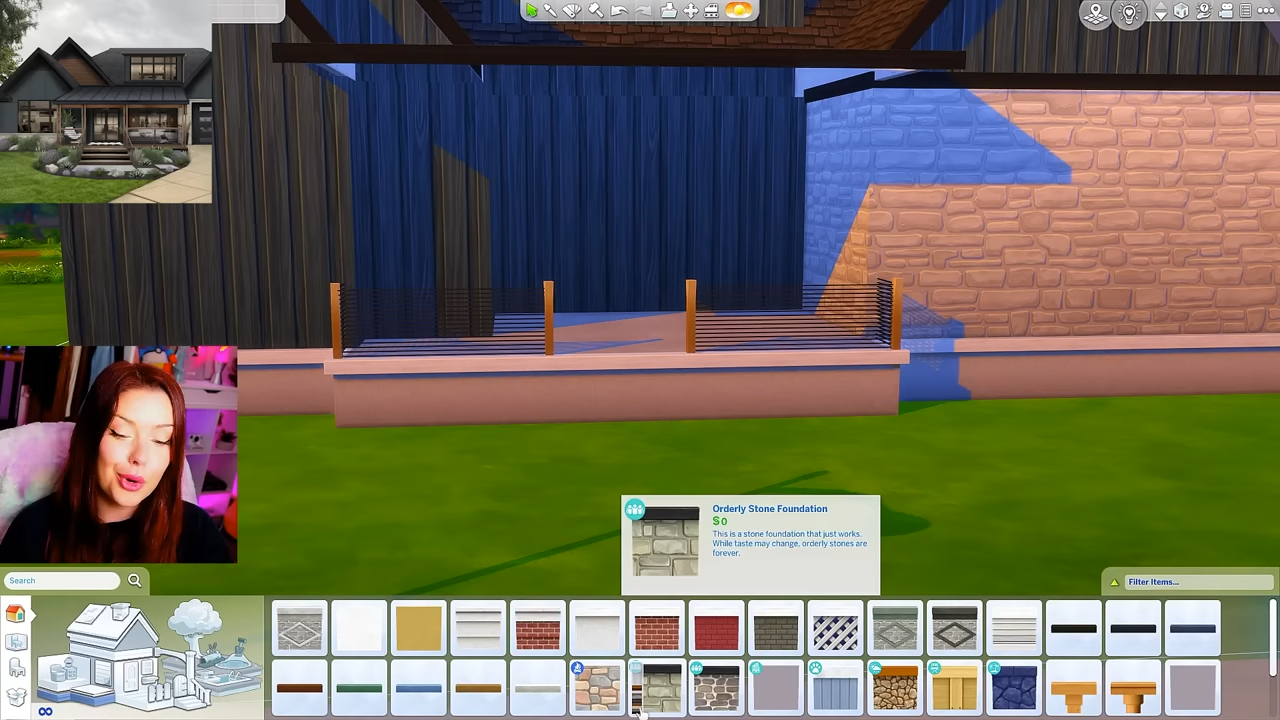 Orderly Stone Foundation
$0
This is a stone foundation that just works.
While taste may change, orderly stones are
forever.
Search
Filter Items...